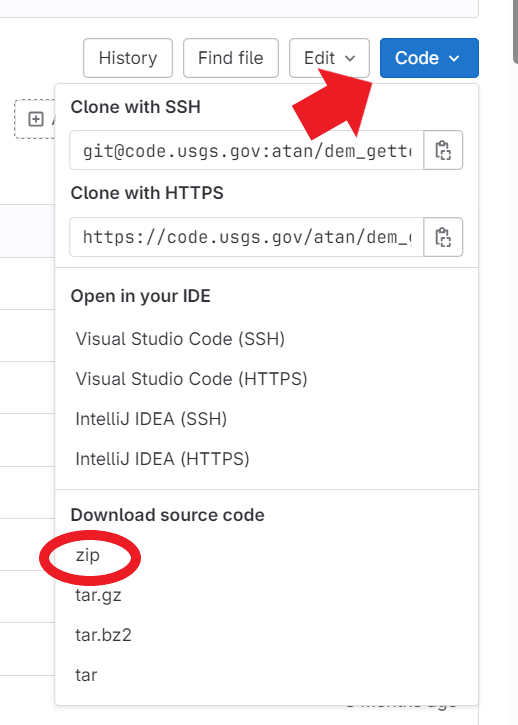 History Find file Edit Code
Clone with SSH
git@code.usgs.gov:atan/dem_gett
Clone with HTTPS
https://code.usgs.gov/atan/dem_
Open in your IDE
Visual Studio Code (SSH)
Visual Studio Code (HTTPS)
IntelliJ IDEA (SSH)
IntelliJ IDEA (HTTPS)
Download source code
zip
tar.gz
tar.bz2
tar
months ago